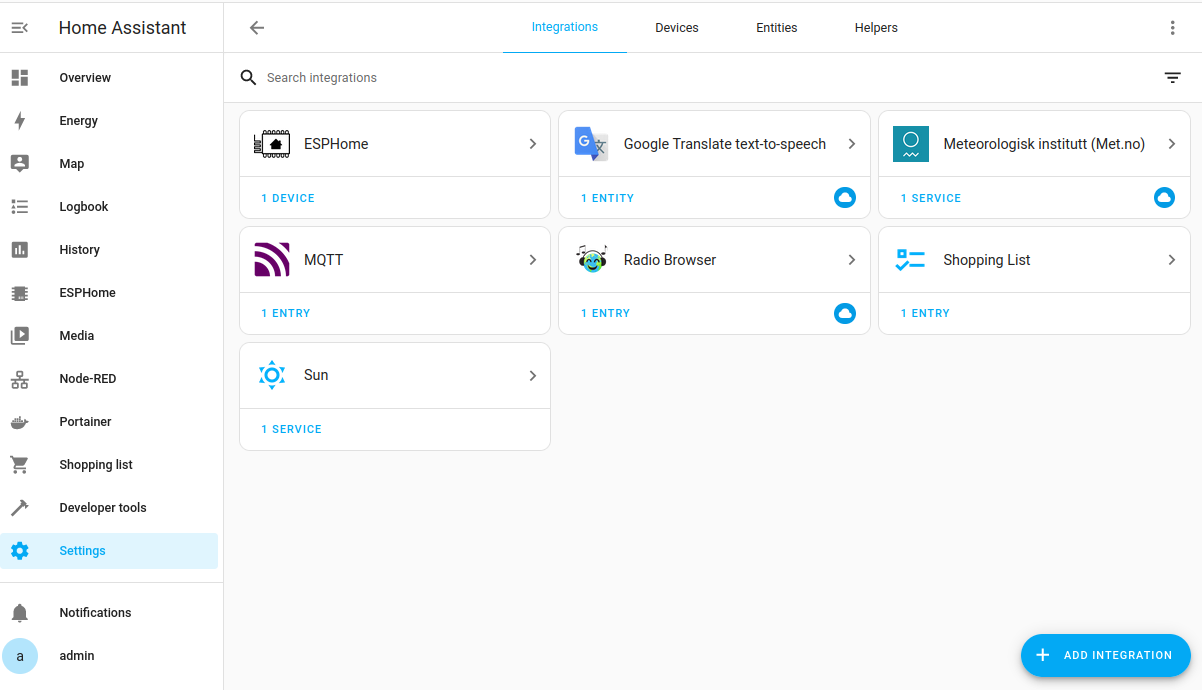 Home Assistant
Overview
Energy
Map
Logbook
History
ESPHome
Media
Node-RED
Portainer
Shopping list
Developer tools
Settings
Notifications
a
admin
Integrations
Devices
Entities
Helpers
Search integrations
ESPHome
1 DEVICE
G
文
Google Translate text-to-speech
1 ENTITY
Meteorologisk institutt (Met.no)
1 SERVICE
MQTT
1 ENTRY
Radio Browser
1 ENTRY
Shopping List
1 ENTRY
Sun
1 SERVICE
ADD INTEGRATION